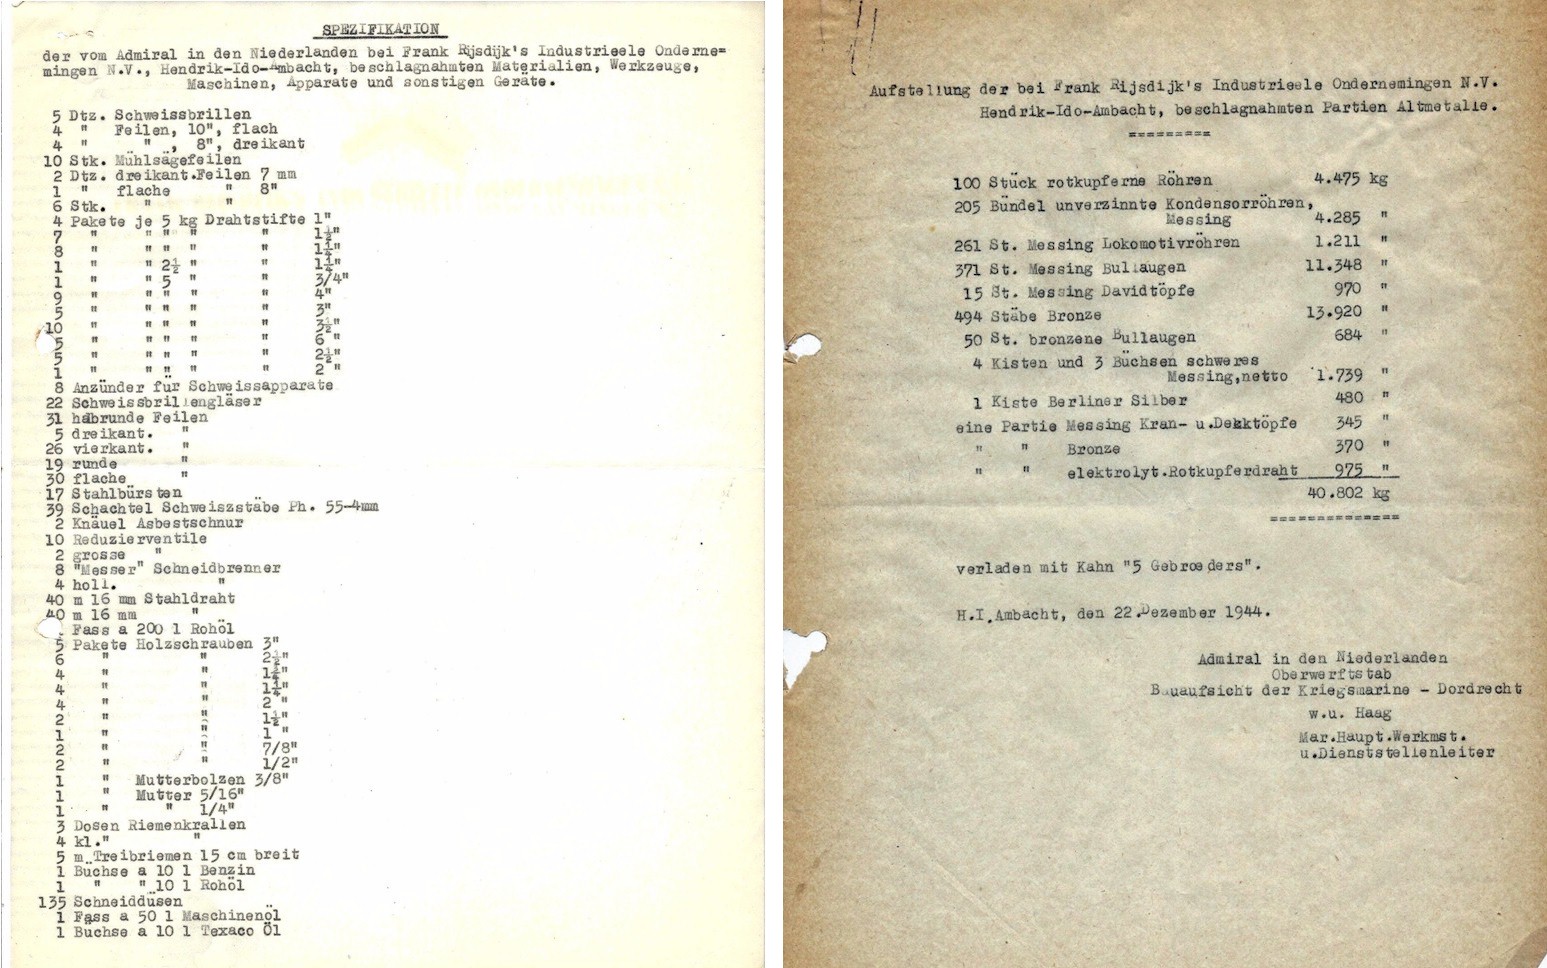 SPEZIFIKATION
der vom Admiral in den Niederlanden bei Frank Rijsdijk's Industrieele Onderne=
mingen N.V., Hendrik-Ido-Ambacht, beschlagnahmten Materialien, Werkzeuge,
Maschinen, Apparate und sonstigen Geräte.
5 Dtz. Schweissbrillen
4 " Feilen, 10", flach
4 " " " , 8", dreikant
10 Stk. Mühlsägefeilen
2 Dtz. dreikant.Feilen 7 mm
1 " flache " 8"
6 Stk. " "
4 Pakete je 5 kg Drahtstifte 1"
7 " " " " " 1½"
8 " " " " " 1¼"
1 " " 2½ " " 1¼"
1 " " 5 " " 3/4"
9 " " " " " 4"
5 " " " " " 3"
10 " " " " " 3½"
5 " " " " " 6 "
5 " " " " " 2½"
1 " " " " " 2 "
8 Anzünder für Schweissapparate
22 Schweissbrillengläser
31 habrunde Feilen
5 dreikant. "
26 vierkant. "
19 runde "
30 flache "
17 Stahlbürsten
39 Schachtel Schweiszstäbe Ph. 55-4mm
2 Knäuel Asbestschnur
10 Reduzierventile
2 grosse "
8 "Messer" Schneidbrenner
4 holl. "
40 m 16 mm Stahldraht
40 m 16 mm "
Fass a 200 l Rohöl
5 Pakete Holzschrauben 3"
6 " " 2½"
4 " " 1½"
4 " " 1¼"
4 " " 2 "
2 " " 1½"
1 " " 1 "
2 " " 7/8"
2 " " 1/2"
1 " Mutterbolzen 3/8"
1 " Mutter 5/16"
1 " " 1/4"
3 Dosen Riemenkrallen
4 kl." "
5 m Treibriemen 15 cm breit
1 Büchse a 10 l Benzin
1 " " 10 l Rohöl
135 Schneiddüsen
1 Fass a 50 l Maschinenöl
1 Büchse a 10 l Texaco Öl
Aufstellung der bei Frank Rijsdijk's Industrieele Ondernemingen N.V.
Hendrik-Ido-Ambacht, beschlagnahmten Partien Altmetalle.
=========
100 Stück rotkupferne Röhren 4.475 kg
205 Bündel unverzinnte Kondensorröhren,
Messing 4.285 "
261 St. Messing Lokomotivröhren 1.211 "
371 St. Messing Bullaugen 11.348 "
15 St. Messing Davidtöpfe 970 "
494 Stäbe Bronze 13.920 "
50 St. bronzene Bullaugen 684 "
4 Kisten und 3 Büchsen schweres
Messing,netto 1.739 "
1 Kiste Berliner Silber 480 "
eine Partie Messing Kran- u.Dekktöpfe 345 "
" " Bronze 370 "
" " elektrolyt.Rotkupferdraht 975 "
40.802 kg
==============
verladen mit Kahn "5 Gebroeders".
H.I.Ambacht, den 22.Dezember 1944.
Admiral in den Niederlanden
Oberwerftstab
Bauaufsicht der Kriegsmarine - Dordrecht
w.u. Haag
Mar.Haupt.Werkmst.
u.Dienststellenleiter